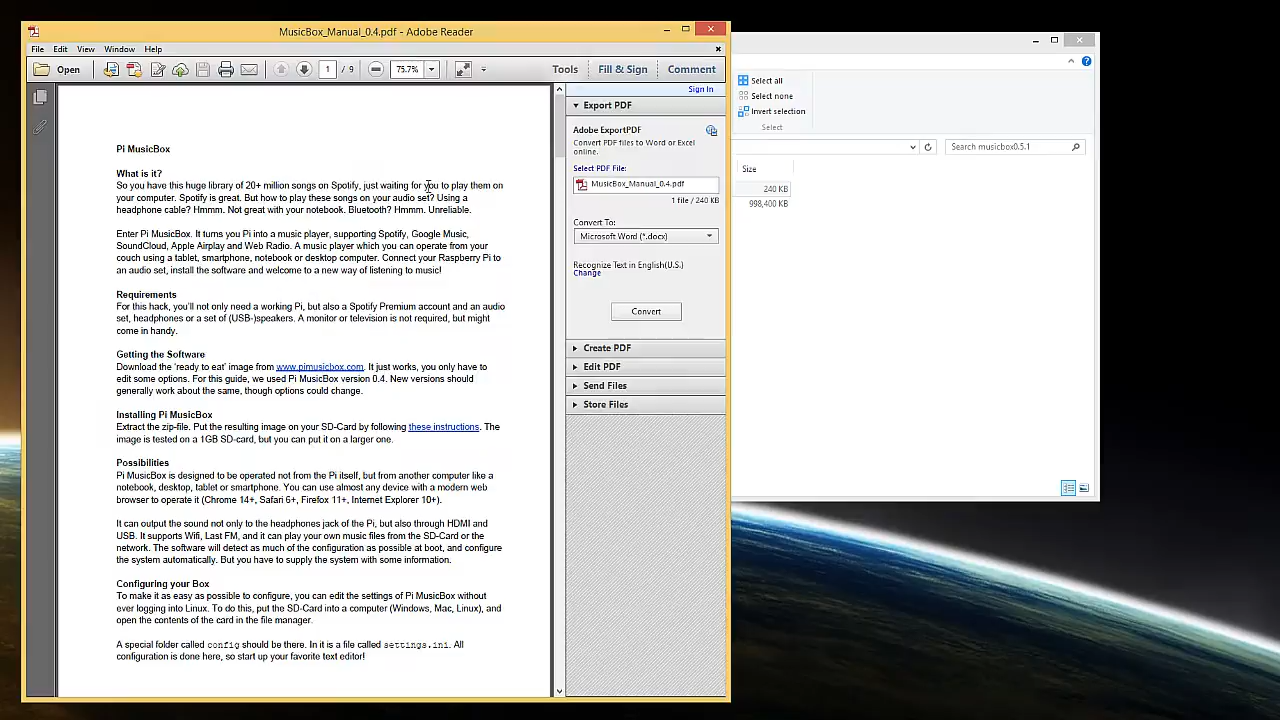 MusicBox_Manual_0.4.pdf - Adobe Reader
File Edit View Window Help
Open 1 / 9 75.7% Tools Fill & Sign Comment
Sign In
Pi MusicBox
What is it?
So you have this huge library of 20+ million songs on Spotify, just waiting for you to play them on
your computer. Spotify is great. But how to play these songs on your audio set? Using a
headphone cable? Hmmm. Not great with your notebook. Bluetooth? Hmmm. Unreliable.
Enter Pi MusicBox. It turns you Pi into a music player, supporting Spotify, Google Music,
SoundCloud, Apple Airplay and Web Radio. A music player which you can operate from your
couch using a tablet, smartphone, notebook or desktop computer. Connect your Raspberry Pi to
an audio set, install the software and welcome to a new way of listening to music!
Requirements
For this hack, you'll not only need a working Pi, but also a Spotify Premium account and an audio
set, headphones or a set of (USB-)speakers. A monitor or television is not required, but might
come in handy.
Getting the Software
Download the 'ready to eat' image from www.pimusicbox.com. It just works, you only have to
edit some options. For this guide, we used Pi MusicBox version 0.4. New versions should
generally work about the same, though options could change.
Installing Pi MusicBox
Extract the zip-file. Put the resulting image on your SD-Card by following these instructions. The
image is tested on a 1GB SD-card, but you can put it on a larger one.
Possibilities
Pi MusicBox is designed to be operated not from the Pi itself, but from another computer like a
notebook, desktop, tablet or smartphone. You can use almost any device with a modern web
browser to operate it (Chrome 14+, Safari 6+, Firefox 11+, Internet Explorer 10+).
It can output the sound not only to the headphones jack of the Pi, but also through HDMI and
USB. It supports Wifi, Last FM, and it can play your own music files from the SD-Card or the
network. The software will detect as much of the configuration as possible at boot, and configure
the system automatically. But you have to supply the system with some information.
Configuring your Box
To make it as easy as possible to configure, you can edit the settings of Pi MusicBox without
ever logging into Linux. To do this, put the SD-Card into a computer (Windows, Mac, Linux), and
open the contents of the card in the file manager.
A special folder called config should be there. In it is a file called settings.ini. All
configuration is done here, so start up your favorite text editor!
Export PDF
Adobe ExportPDF
Convert PDF files to Word or Excel
online.
Select PDF File:
MusicBox_Manual_0.4.pdf
1 file / 240 KB
Convert To:
Microsoft Word (*.docx)
Recognize Text in English(U.S.)
Change
Convert
Create PDF
Edit PDF
Send Files
Store Files
Select all
Select none
Invert selection
Select
Search musicbox0.5.1
Size
240 KB
998,400 KB